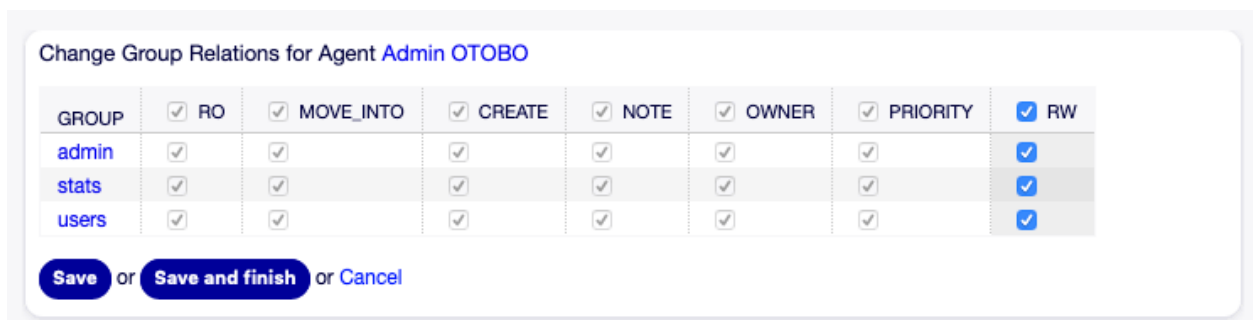 Change Group Relations for Agent Admin OTOBO
GROUP RO MOVE_INTO CREATE NOTE OWNER PRIORITY RW
admin
stats
users
Save or Save and finish or Cancel